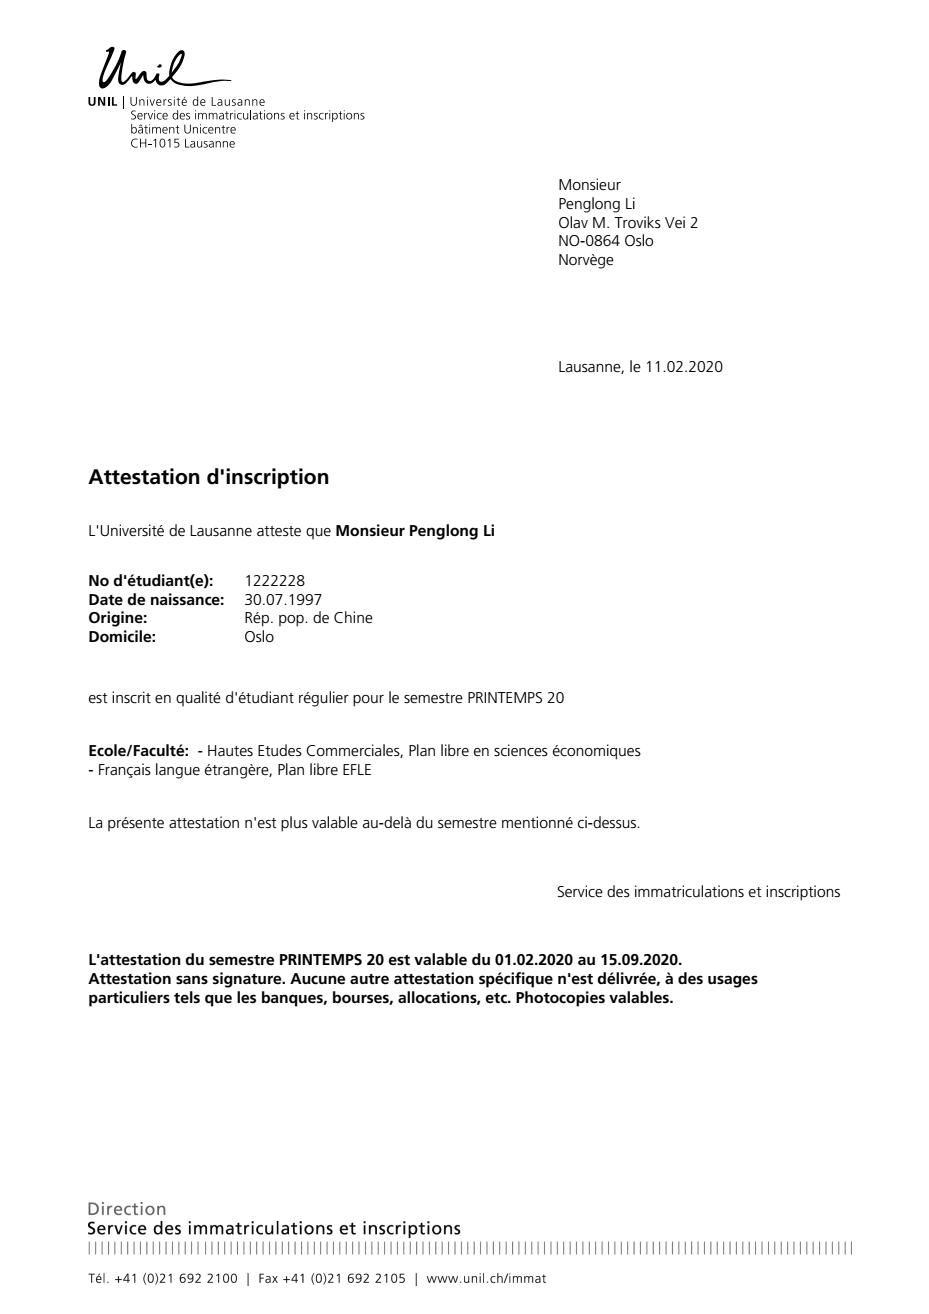 Unil
UNIL | Université de Lausanne
Service des immatriculations et inscriptions
bâtiment Unicentre
CH-1015 Lausanne
Monsieur
Penglong Li
Olav M. Troviks Vei 2
NO-0864 Oslo
Norvège
Lausanne, le 11.02.2020
Attestation d'inscription
L'Université de Lausanne atteste que Monsieur Penglong Li
No d'étudiant(e): 1222228
Date de naissance: 30.07.1997
Origine: Rép. pop. de Chine
Domicile: Oslo
est inscrit en qualité d'étudiant régulier pour le semestre PRINTEMPS 20
Ecole/Faculté: - Hautes Etudes Commerciales, Plan libre en sciences économiques
- Français langue étrangère, Plan libre EFLE
La présente attestation n'est plus valable au-delà du semestre mentionné ci-dessus.
Service des immatriculations et inscriptions
L'attestation du semestre PRINTEMPS 20 est valable du 01.02.2020 au 15.09.2020.
Attestation sans signature. Aucune autre attestation spécifique n'est délivrée, à des usages
particuliers tels que les banques, bourses, allocations, etc. Photocopies valables.
Direction
Service des immatriculations et inscriptions
Tél. +41 (0)21 692 2100 | Fax +41 (0)21 692 2105 | www.unil.ch/immat